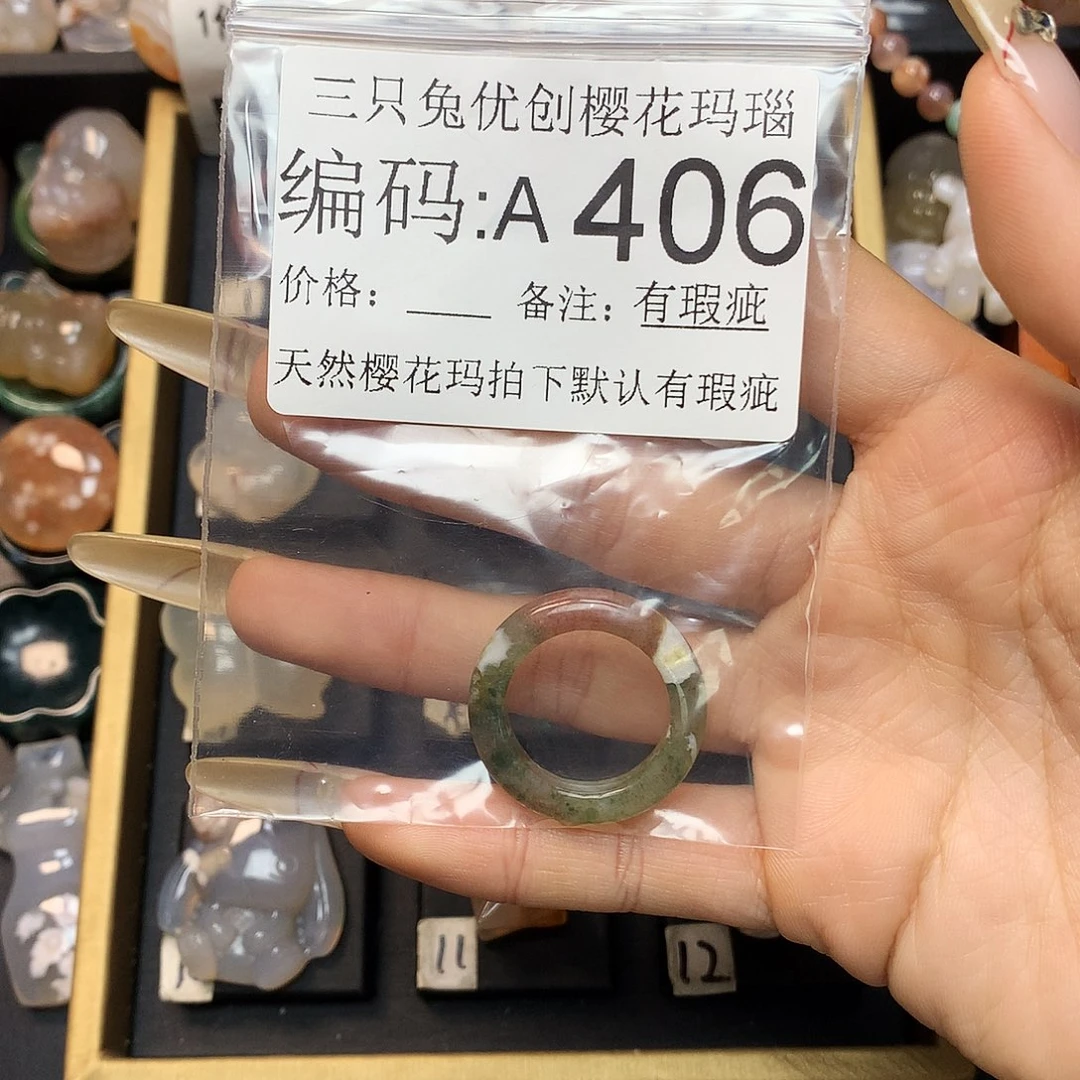 三只兔优创樱花玛瑙
编码:A 406
价格：____ 备注：有瑕疵
天然樱花玛拍下默认有瑕疵
11
12